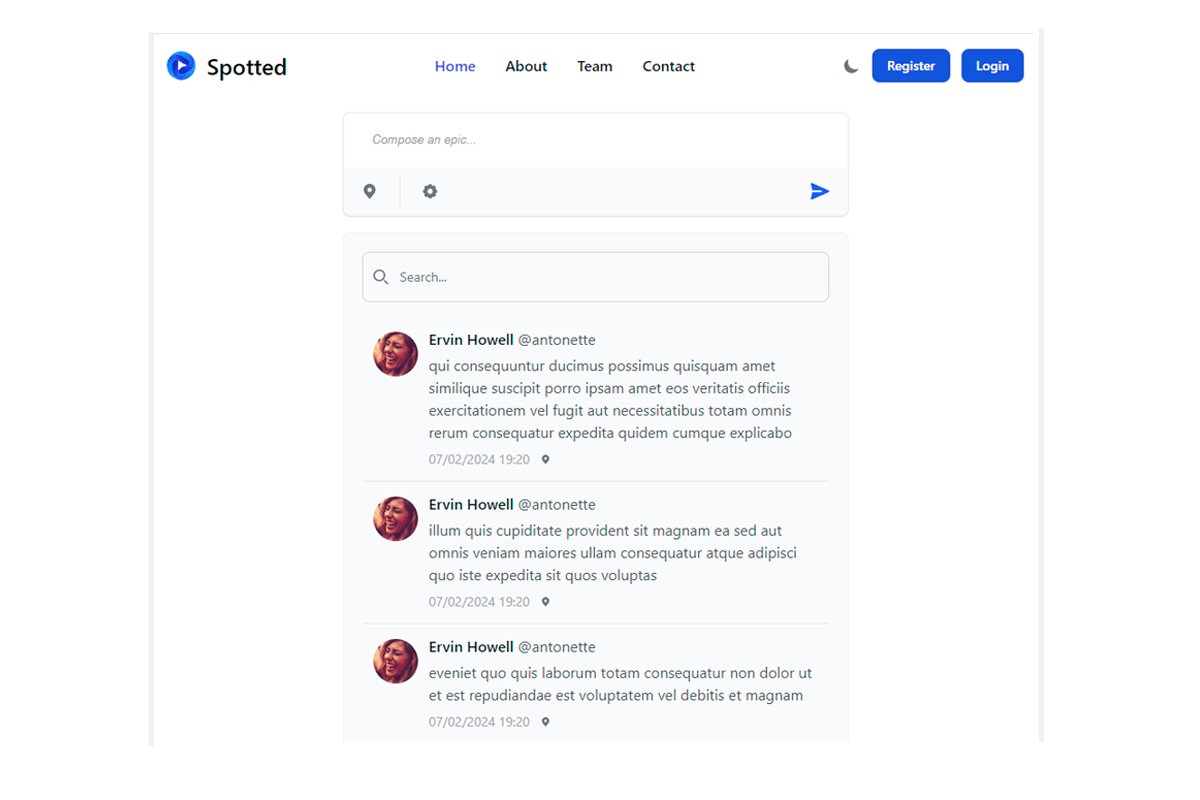 Spotted
Home About Team Contact
Register Login
Compose an epic...
Search...
Ervin Howell @antonette
qui consequuntur ducimus possimus quisquam amet
similique suscipit porro ipsam amet eos veritatis officiis
exercitationem vel fugit aut necessitatibus totam omnis
rerum consequatur expedita quidem cumque explicabo
07/02/2024 19:20
Ervin Howell @antonette
illum quis cupiditate provident sit magnam ea sed aut
omnis veniam maiores ullam consequatur atque adipisci
quo iste expedita sit quos voluptas
07/02/2024 19:20
Ervin Howell @antonette
eveniet quo quis laborum totam consequatur non dolor ut
et est repudiandae est voluptatem vel debitis et magnam
07/02/2024 19:20